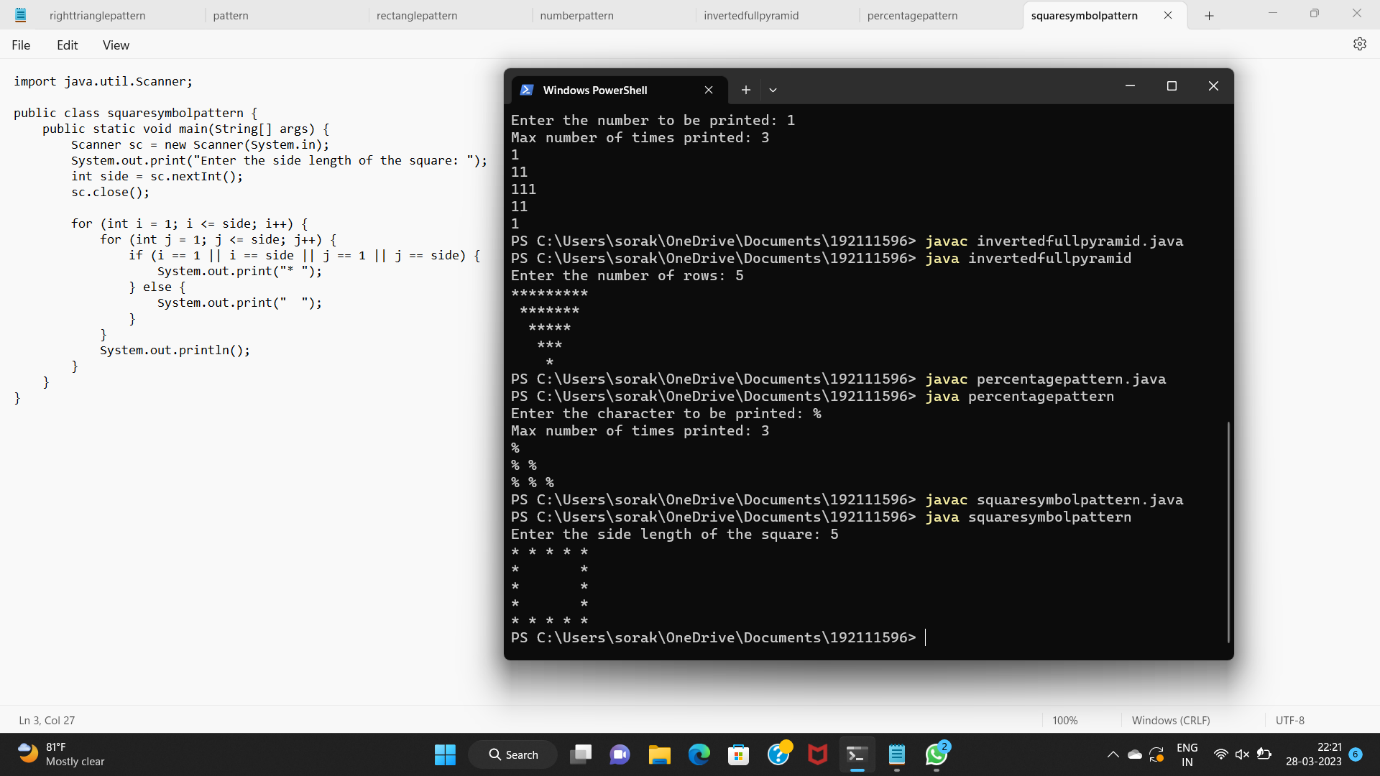 righttrianglepattern
pattern
rectanglepattern
numberpattern
invertedfullpyramid
percentagepattern
squaresymbolpattern
File Edit View
import java.util.Scanner;
public class squaresymbolpattern {
    public static void main(String[] args) {
        Scanner sc = new Scanner(System.in);
        System.out.print("Enter the side length of the square: ");
        int side = sc.nextInt();
        sc.close();
        for (int i = 1; i <= side; i++) {
            for (int j = 1; j <= side; j++) {
                if (i == 1 || i == side || j == 1 || j == side) {
                    System.out.print("* ");
                } else {
                    System.out.print("  ");
                }
            }
            System.out.println();
        }
    }
}
Windows PowerShell
Enter the number to be printed: 1
Max number of times printed: 3
1
11
111
11
1
PS C:\Users\sorak\OneDrive\Documents\192111596> javac invertedfullpyramid.java
PS C:\Users\sorak\OneDrive\Documents\192111596> java invertedfullpyramid
Enter the number of rows: 5
*********
 *******
  *****
   ***
    *
PS C:\Users\sorak\OneDrive\Documents\192111596> javac percentagepattern.java
PS C:\Users\sorak\OneDrive\Documents\192111596> java percentagepattern
Enter the character to be printed: %
Max number of times printed: 3
%
% %
% % %
PS C:\Users\sorak\OneDrive\Documents\192111596> javac squaresymbolpattern.java
PS C:\Users\sorak\OneDrive\Documents\192111596> java squaresymbolpattern
Enter the side length of the square: 5
* * * * *
*       *
*       *
*       *
* * * * *
PS C:\Users\sorak\OneDrive\Documents\192111596>
Ln 3, Col 27
100%
Windows (CRLF)
UTF-8
81°F
Mostly clear
Search
2
ENG
IN
22:21
28-03-2023
6